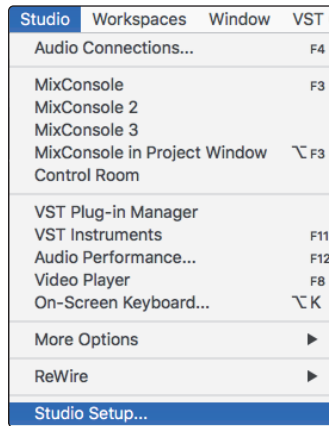 Studio Workspaces Window VST
Audio Connections... F4
MixConsole F3
MixConsole 2
MixConsole 3
MixConsole in Project Window ⌥ F3
Control Room
VST Plug-in Manager
VST Instruments F11
Audio Performance... F12
Video Player F8
On-Screen Keyboard... ⌥ K
More Options ▶
ReWire ▶
Studio Setup...